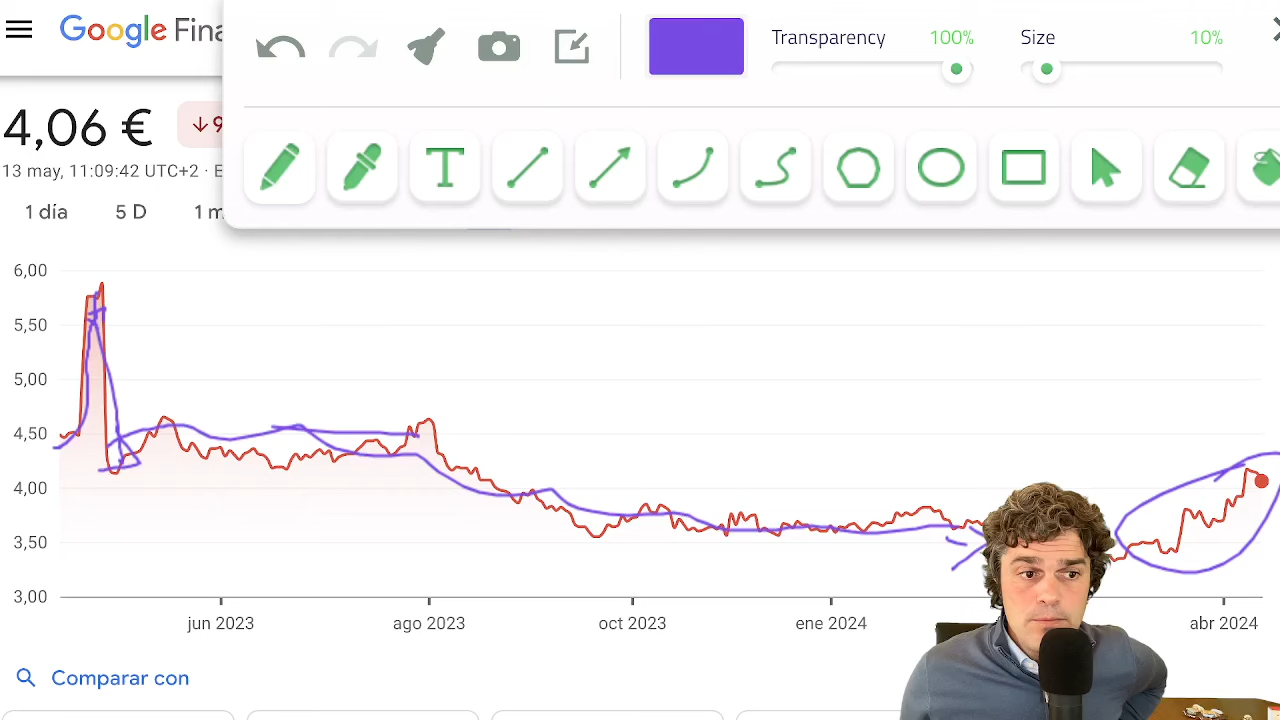 Google Fina
Transparency 100% Size 10%
4,06 € ↓9
13 may, 11:09:42 UTC+2 · E
T
1 día 5 D 1 m
6,00
5,50
5,00
4,50
4,00
3,50
3,00
jun 2023 ago 2023 oct 2023 ene 2024 abr 2024
Comparar con